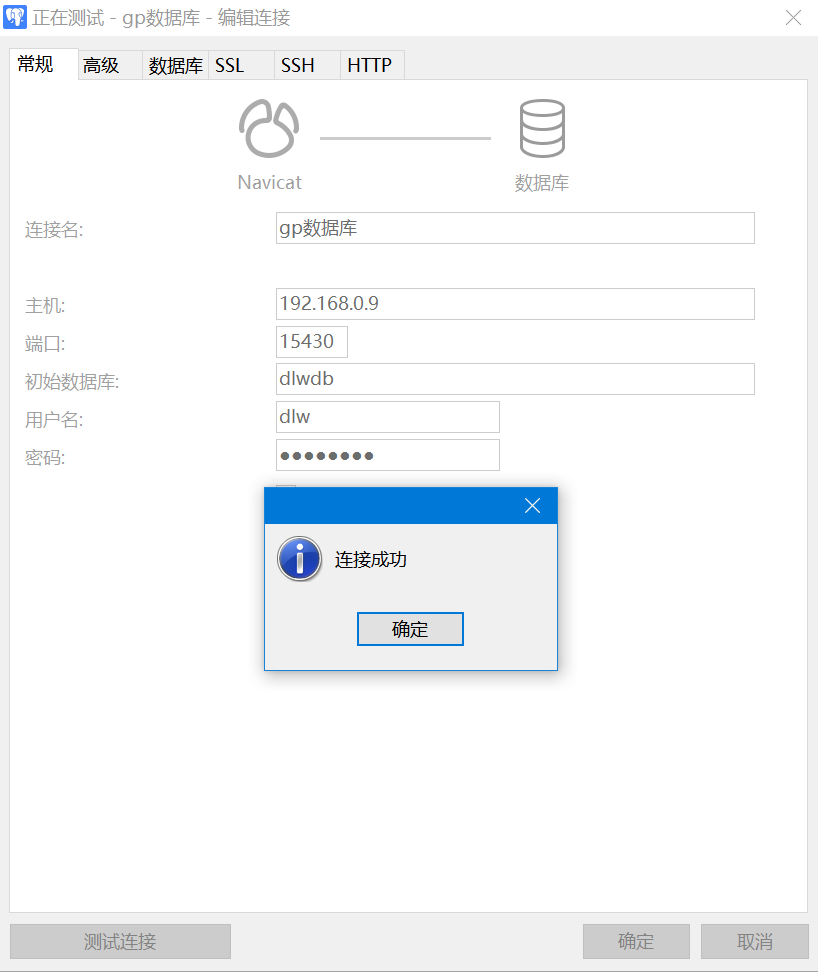 正在测试 - gp数据库 - 编辑连接
常规 高级 数据库 SSL SSH HTTP
Navicat 数据库
连接名: gp数据库
主机: 192.168.0.9
端口: 15430
初始数据库: dlwdb
用户名: dlw
密码: ●●●●●●●●
连接成功
确定
测试连接 确定 取消